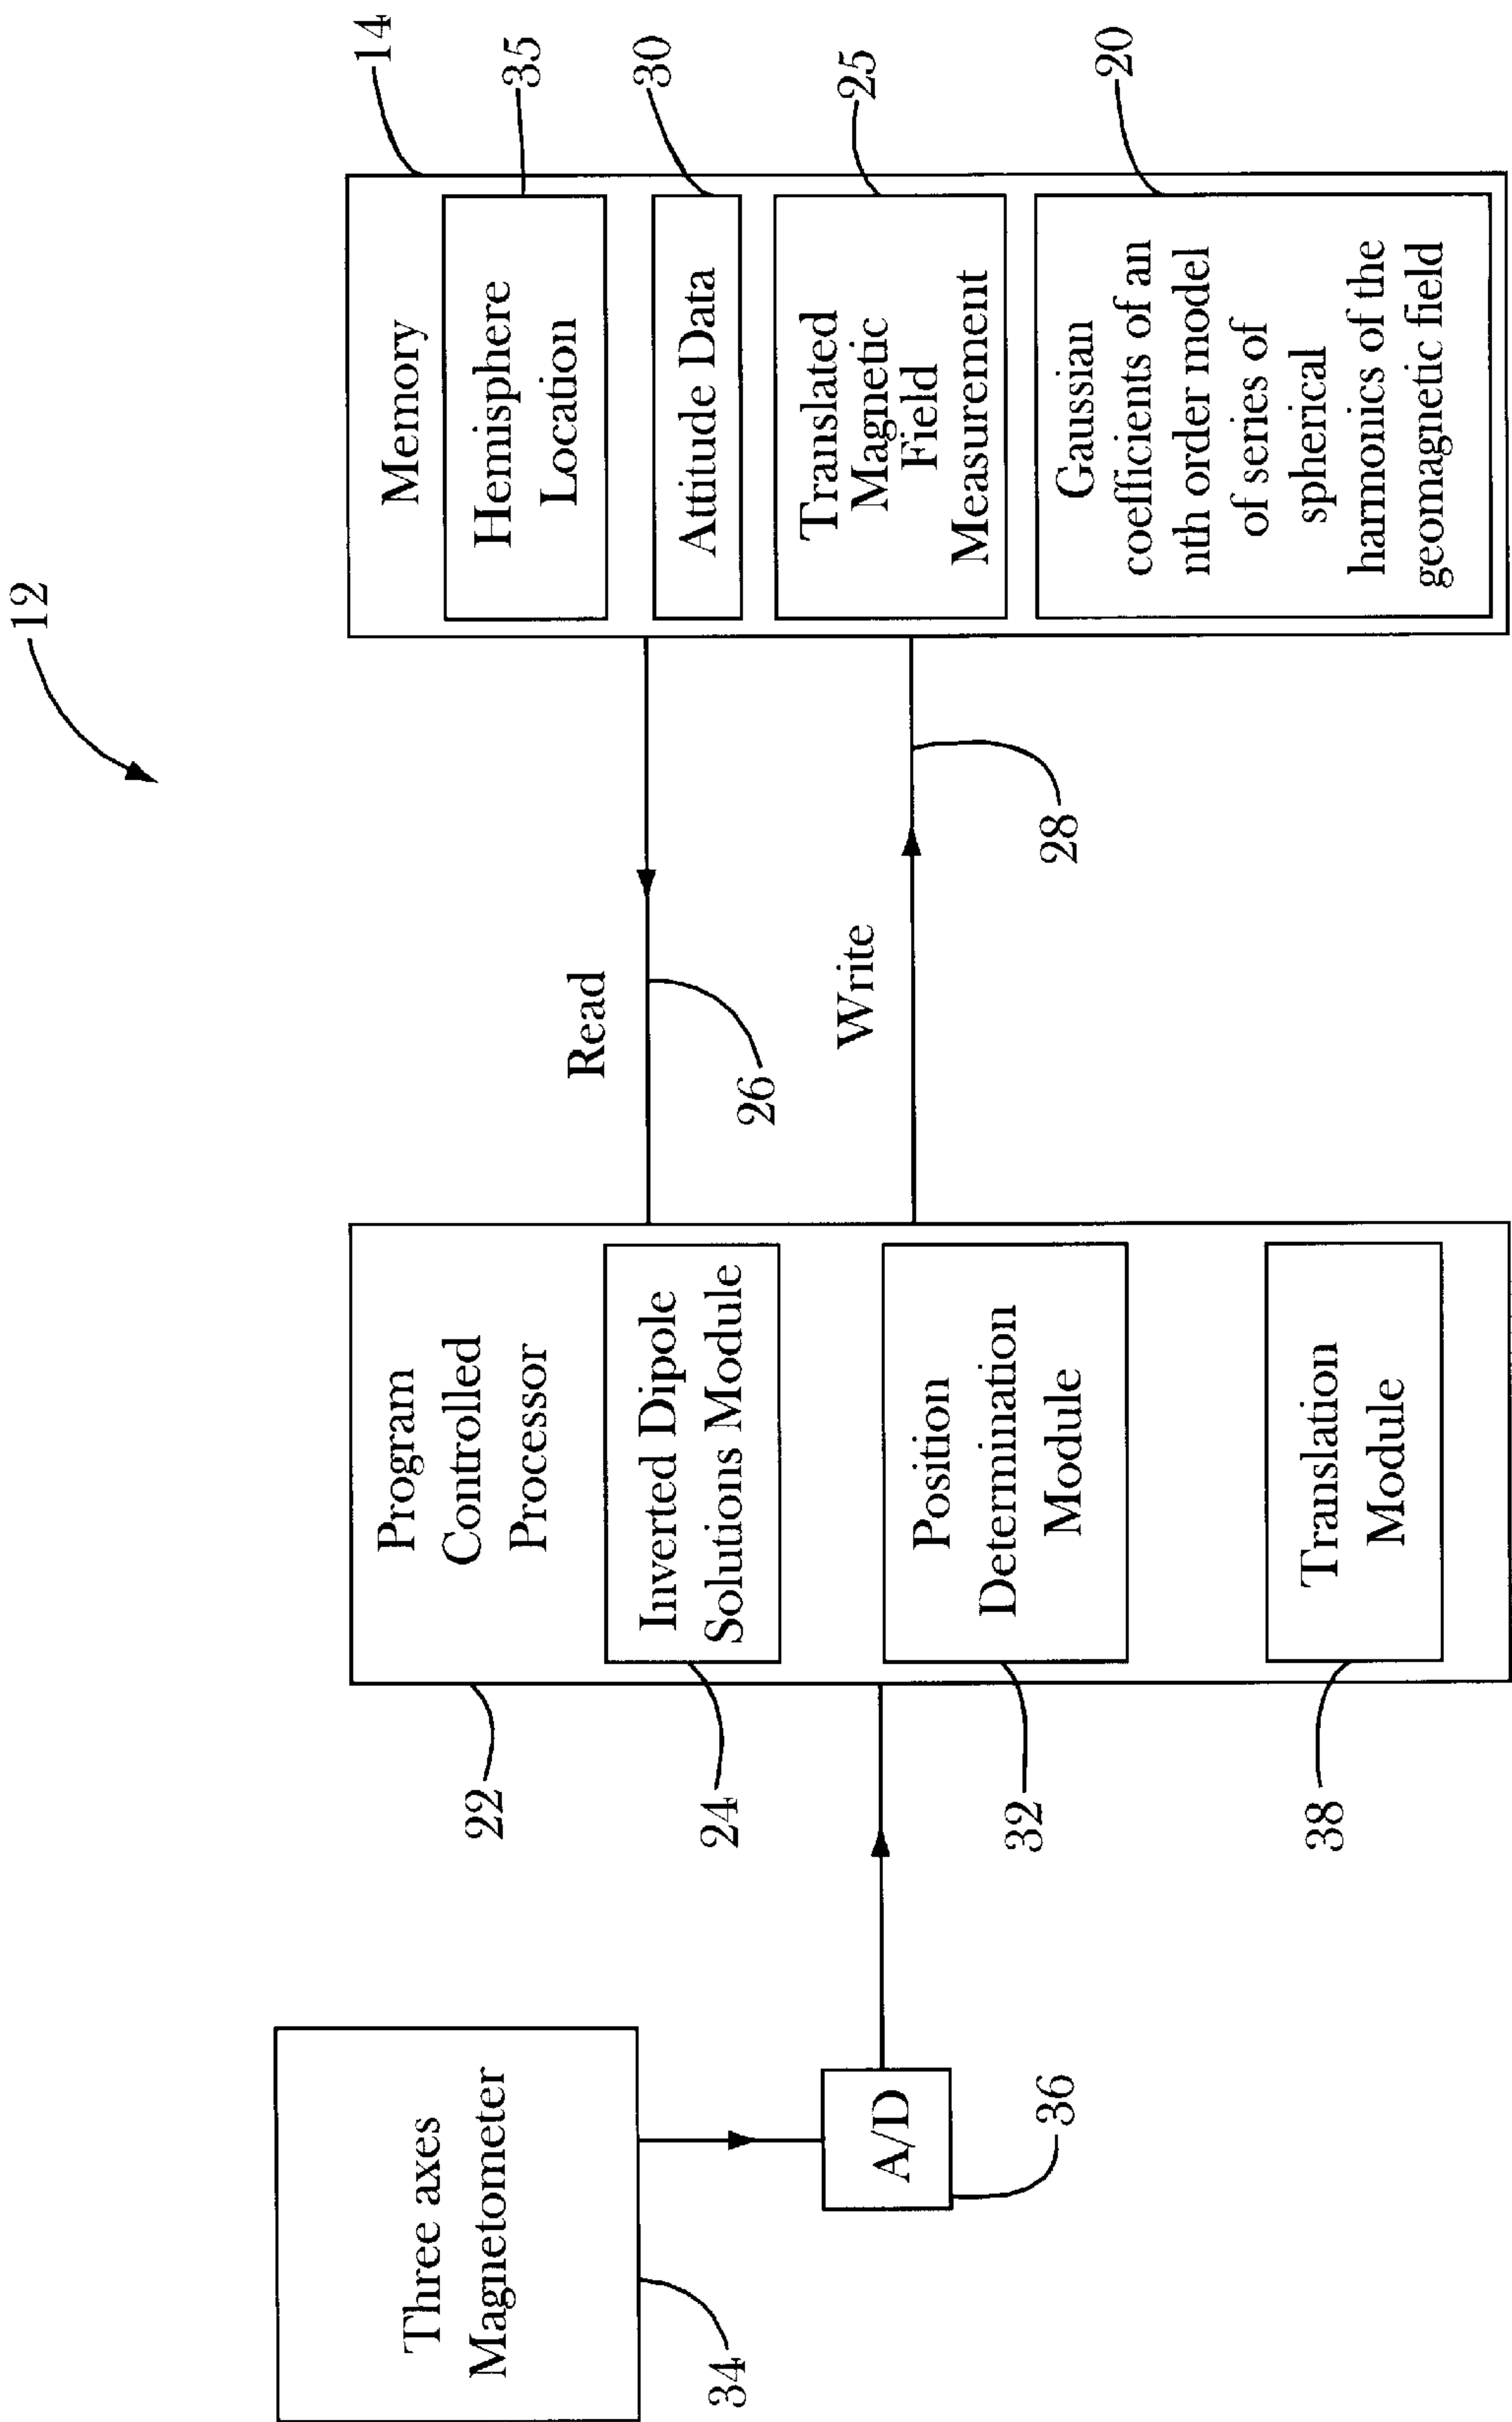 12
Three axes
Magnetometer
34
A/D
36
Program
Controlled
Processor
22
Inverted Dipole
Solutions Module
24
Position
Determination
Module
32
Translation
Module
38
Read
26
Write
28
Memory
14
Hemisphere
Location
35
Attitude Data
30
Translated
Magnetic
Field
Measurement
25
Gaussian
coefficients of an
nth order model
of series of
spherical
harmonics of the
geomagnetic field
20